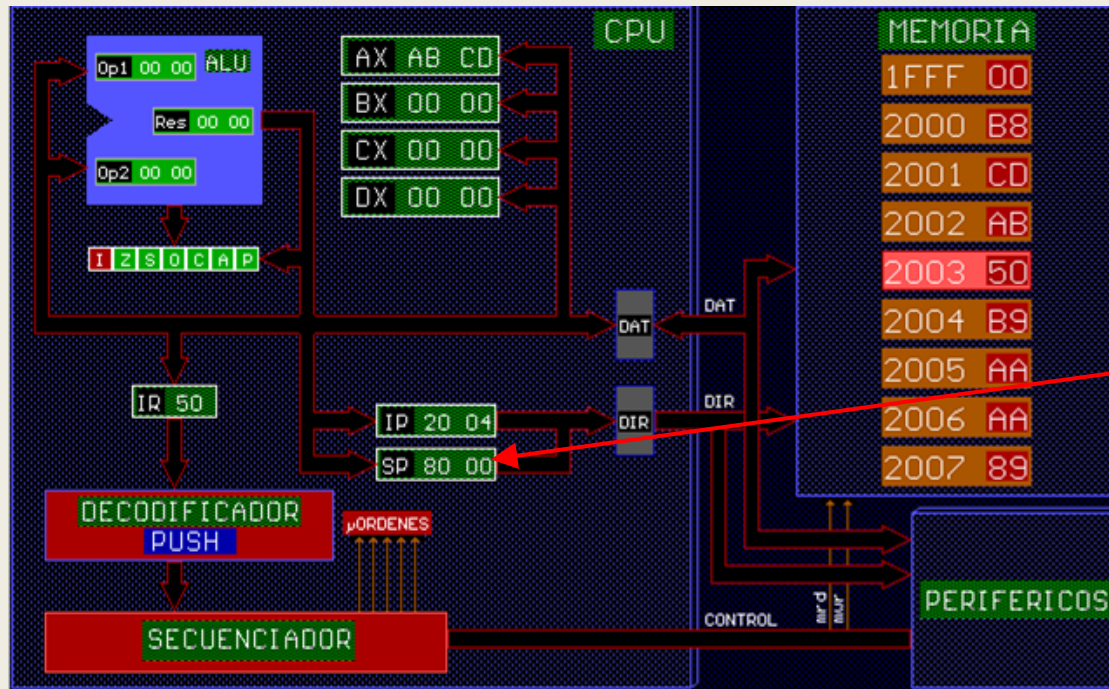 CPU
MEMORIA
ALU
Op1 00 00
Res 00 00
Op2 00 00
I Z S O C A P
AX AB CD
BX 00 00
CX 00 00
DX 00 00
1FFF 00
2000 B8
2001 CD
2002 AB
2003 50
2004 B9
2005 AA
2006 AA
2007 89
DAT
DAT
DIR
DIR
IR 50
IP 20 04
SP 80 00
DECODIFICADOR
PUSH
µORDENES
SECUENCIADOR
CONTROL
mrd
mwr
PERIFERICOS